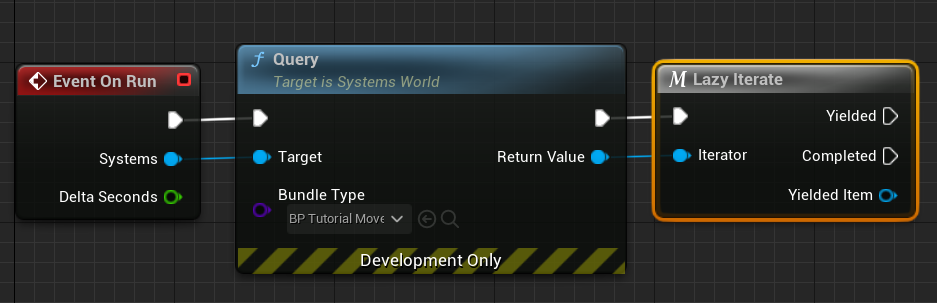 Event On Run
Systems
Delta Seconds
f Query
Target is Systems World
Target
Return Value
Bundle Type
BP Tutorial Move
Development Only
M Lazy Iterate
Yielded
Iterator
Completed
Yielded Item